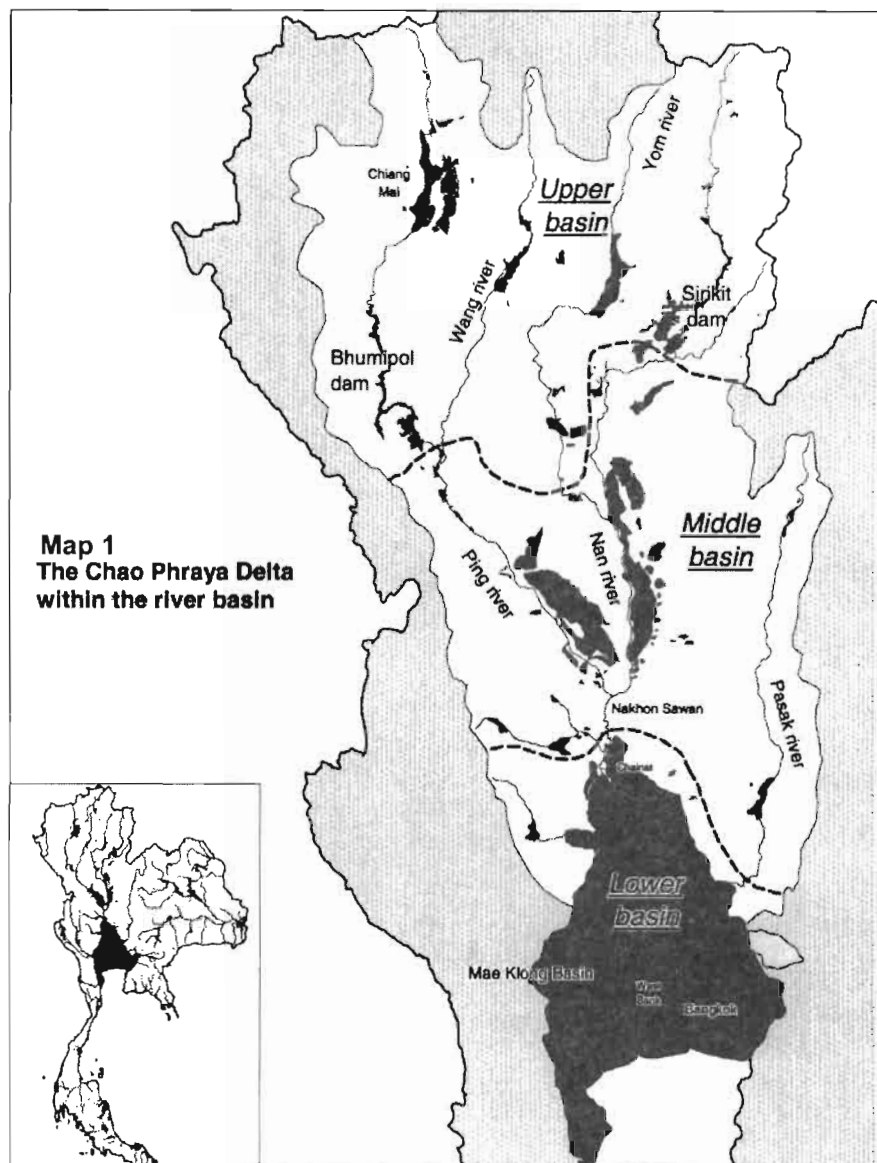 Chiang
Mai
Upper
basin
Yom river
Wang river
Sirikit
dam
Bhumipol
dam
Map 1
The Chao Phraya Delta
within the river basin
Middle
basin
Nan river
Ping river
Pasak river
Nakhon Sawan
Chainat
Lower
basin
Mae Klong Basin
West
Bank
Bangkok